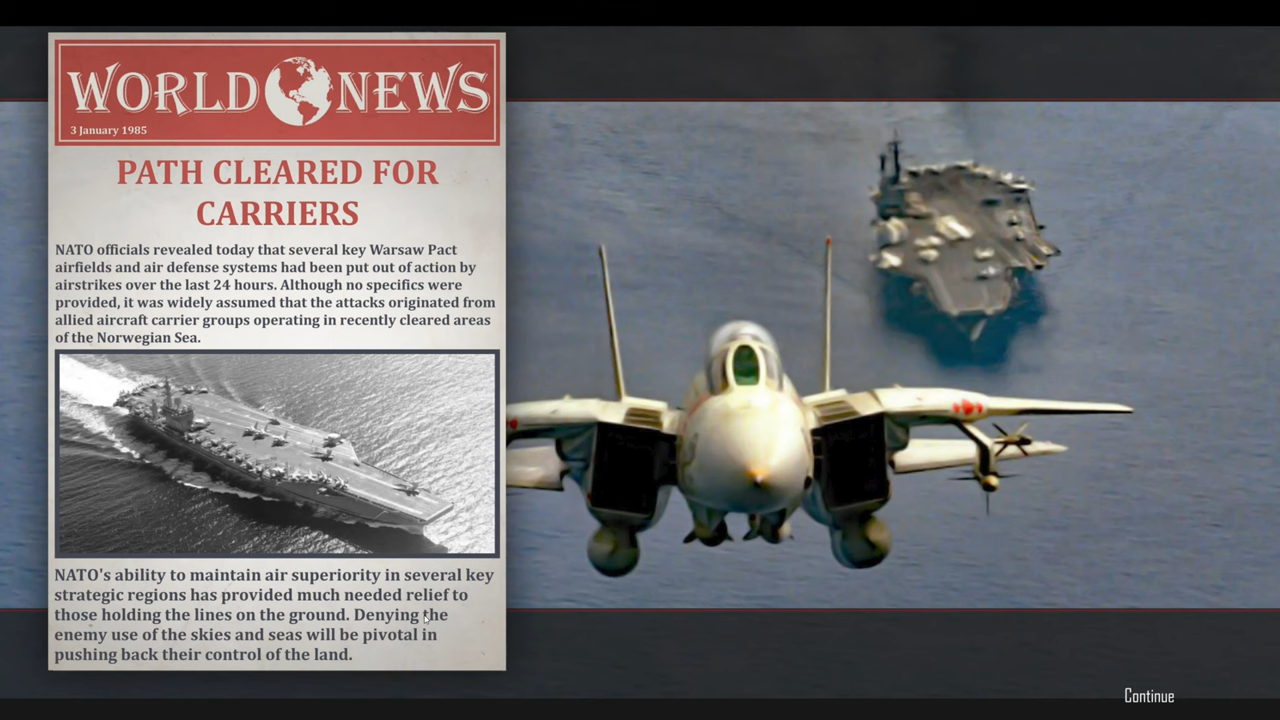 WORLD NEWS
3 January 1985
PATH CLEARED FOR
CARRIERS
NATO officials revealed today that several key Warsaw Pact
airfields and air defense systems had been put out of action by
airstrikes over the last 24 hours. Although no specifics were
provided, it was widely assumed that the attacks originated from
allied aircraft carrier groups operating in recently cleared areas
of the Norwegian Sea.
NATO's ability to maintain air superiority in several key
strategic regions has provided much needed relief to
those holding the lines on the ground. Denying the
enemy use of the skies and seas will be pivotal in
pushing back their control of the land.
Continue